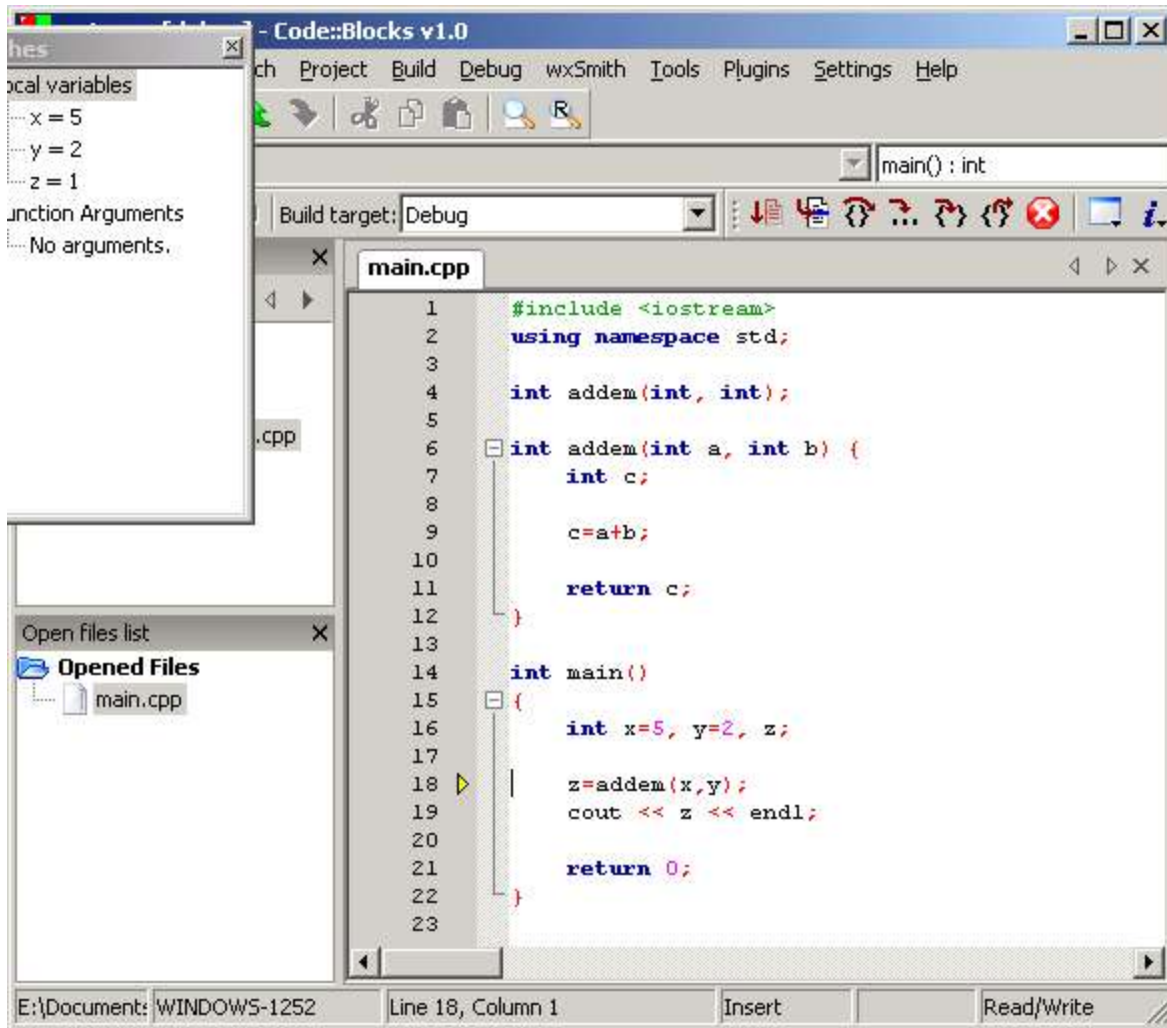 - Code::Blocks v1.0
hes
ch Project Build Debug wxSmith Tools Plugins Settings Help
ocal variables
x = 5
y = 2
z = 1
unction Arguments
No arguments.
main() : int
Build target: Debug
main.cpp
.cpp
1 #include <iostream>
2 using namespace std;
3
4 int addem(int, int);
5
6 int addem(int a, int b) {
7 int c;
8
9 c=a+b;
10
11 return c;
12 }
13
14 int main()
15 {
16 int x=5, y=2, z;
17
18 z=addem(x,y);
19 cout << z << endl;
20
21 return 0;
22 }
23
Open files list
Opened Files
main.cpp
E:\Document: WINDOWS-1252 Line 18, Column 1 Insert Read/Write